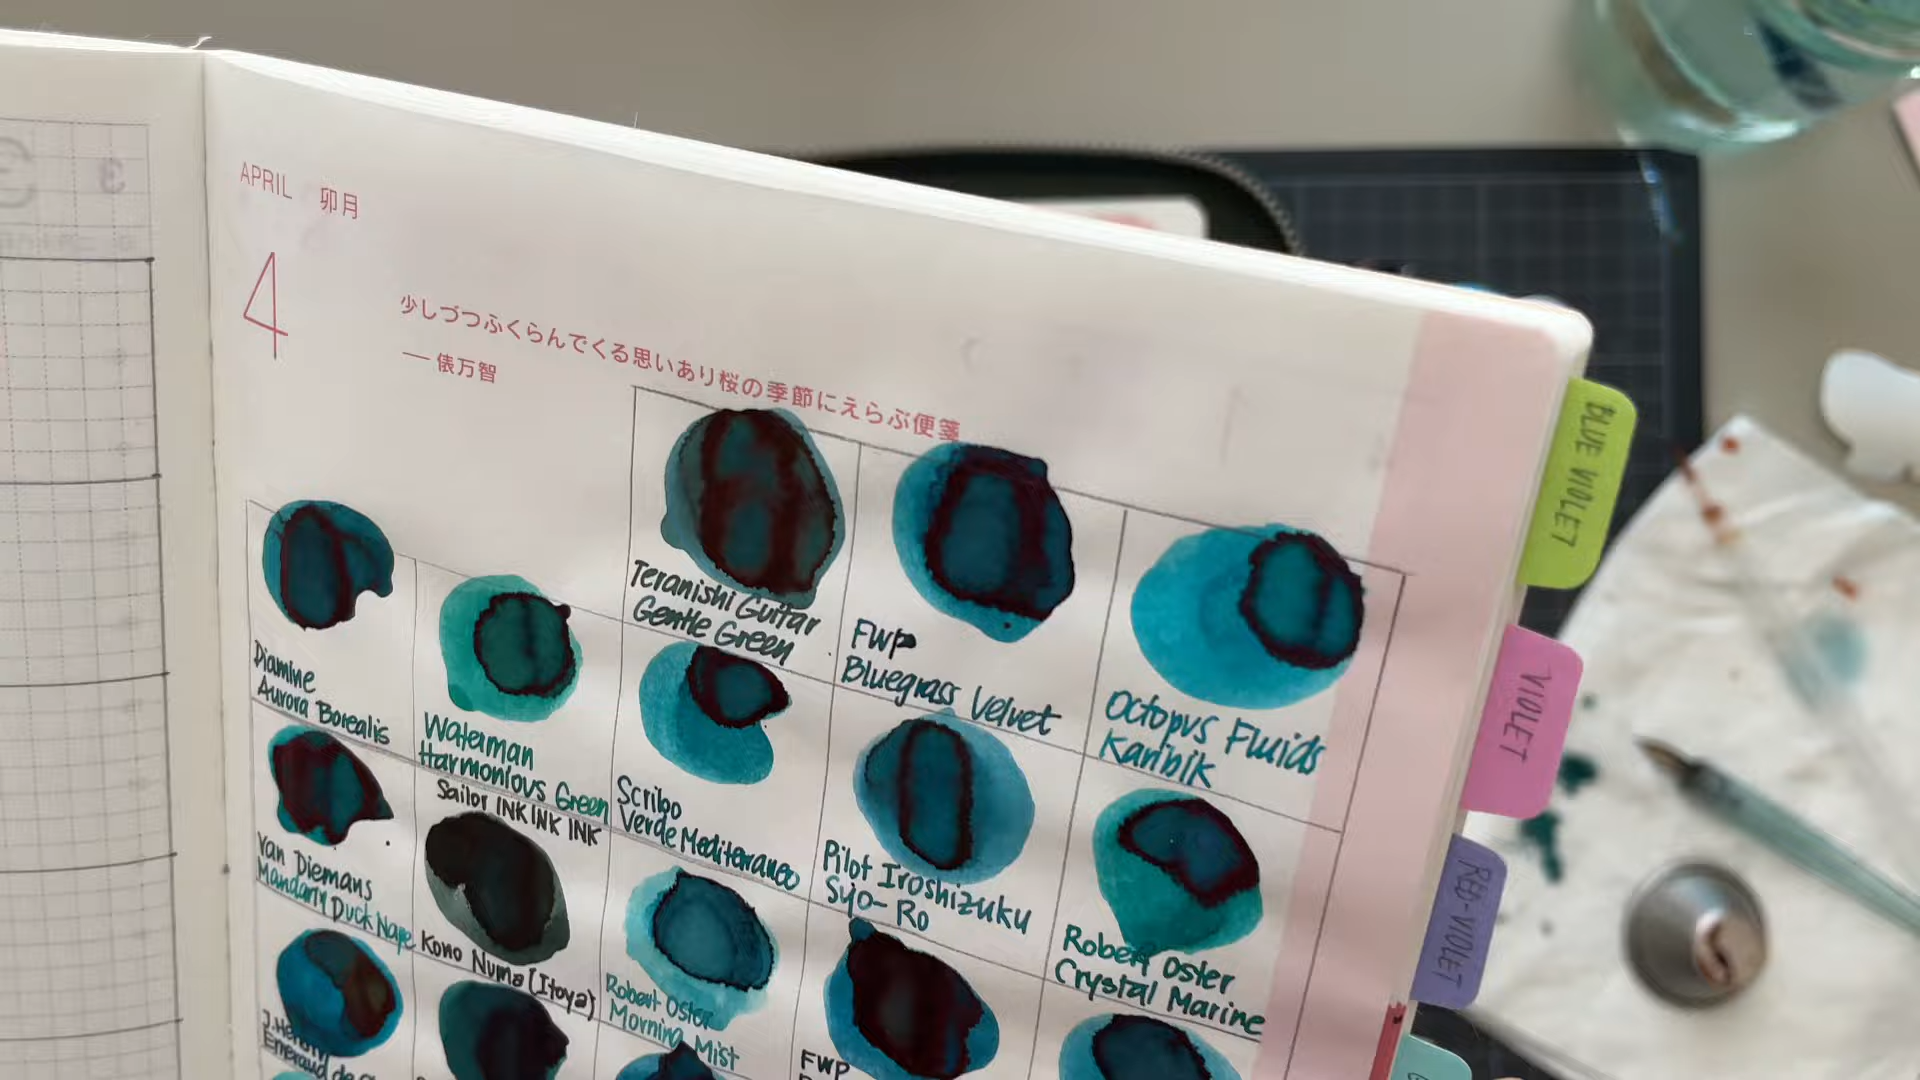 APRIL 卯月
4
少しづつふくらんでくる思いあり桜の季節にえらぶ便箋
— 俵万智
Teranishi Guitar
Gentle Green
FWP
Bluegrass Velvet
Octopus Fluids
Karibik
Diamine
Aurora Borealis
Waterman
Harmonious Green
Scribo
Verde Mediterraneo
Pilot Iroshizuku
Syo-Ro
Robert Oster
Crystal Marine
Van Diemans
Mandarin Duck Nape
Sailor INK INK INK
Kono Numa (Itoya)
Robert Oster
Morning Mist
FWP
J. Herbin
Emeraud de
BLUE VIOLET
VIOLET
RED-VIOLET